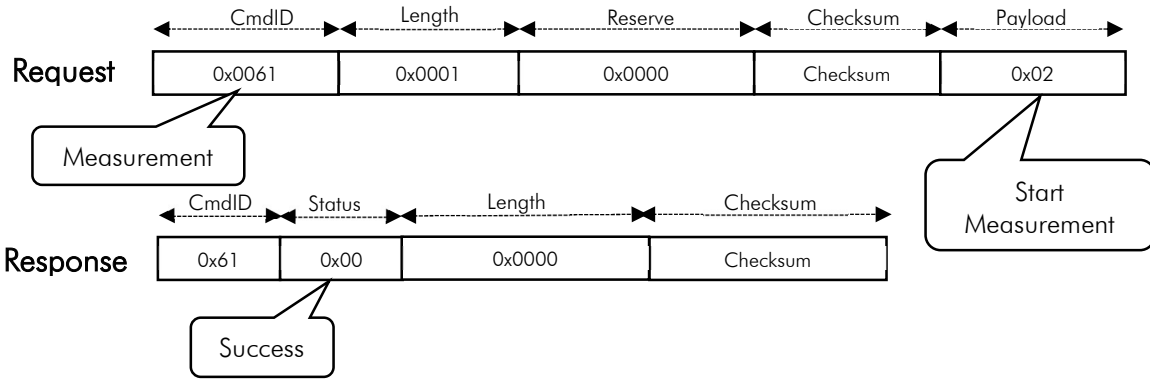 CmdID Length Reserve Checksum Payload
Request 0x0061 0x0001 0x0000 Checksum 0x02
Measurement
Start
Measurement
CmdID Status Length Checksum
Response 0x61 0x00 0x0000 Checksum
Success